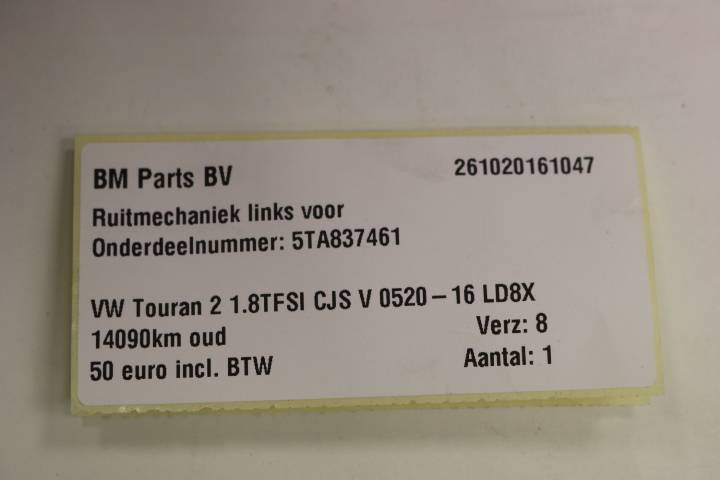 BM Parts BV 261020161047
Ruitmechaniek links voor
Onderdeelnummer: 5TA837461
VW Touran 2 1.8TFSI CJS V 0520 – 16 LD8X
14090km oud Verz: 8
50 euro incl. BTW Aantal: 1